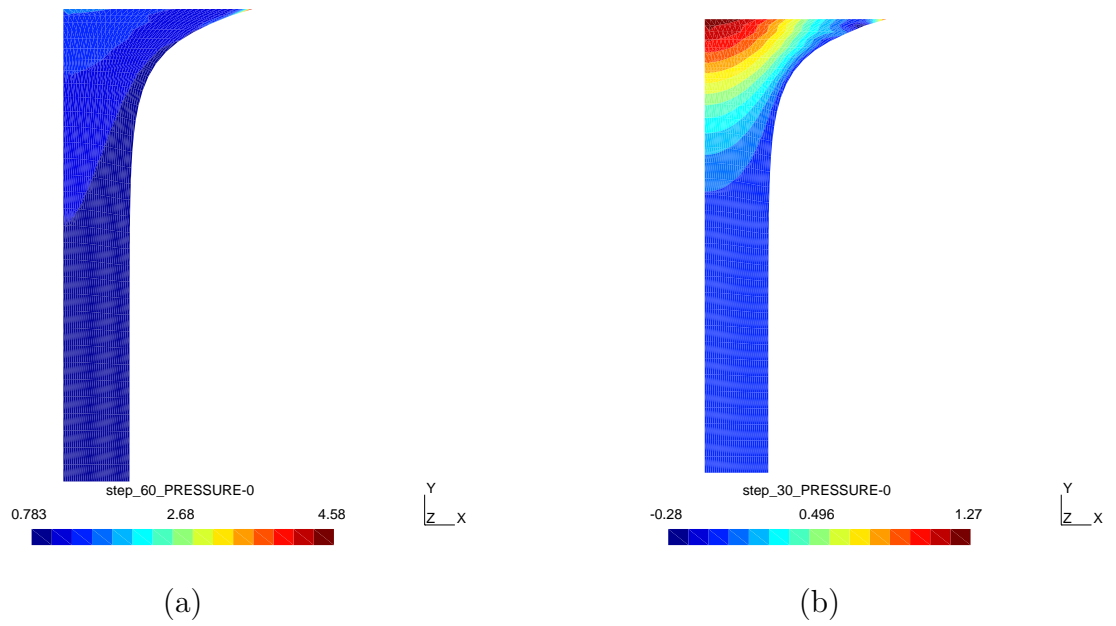 step_60_PRESSURE-0
0.783 2.68 4.58
Y
Z X
(a)
step_30_PRESSURE-0
-0.28 0.496 1.27
Y
Z X
(b)